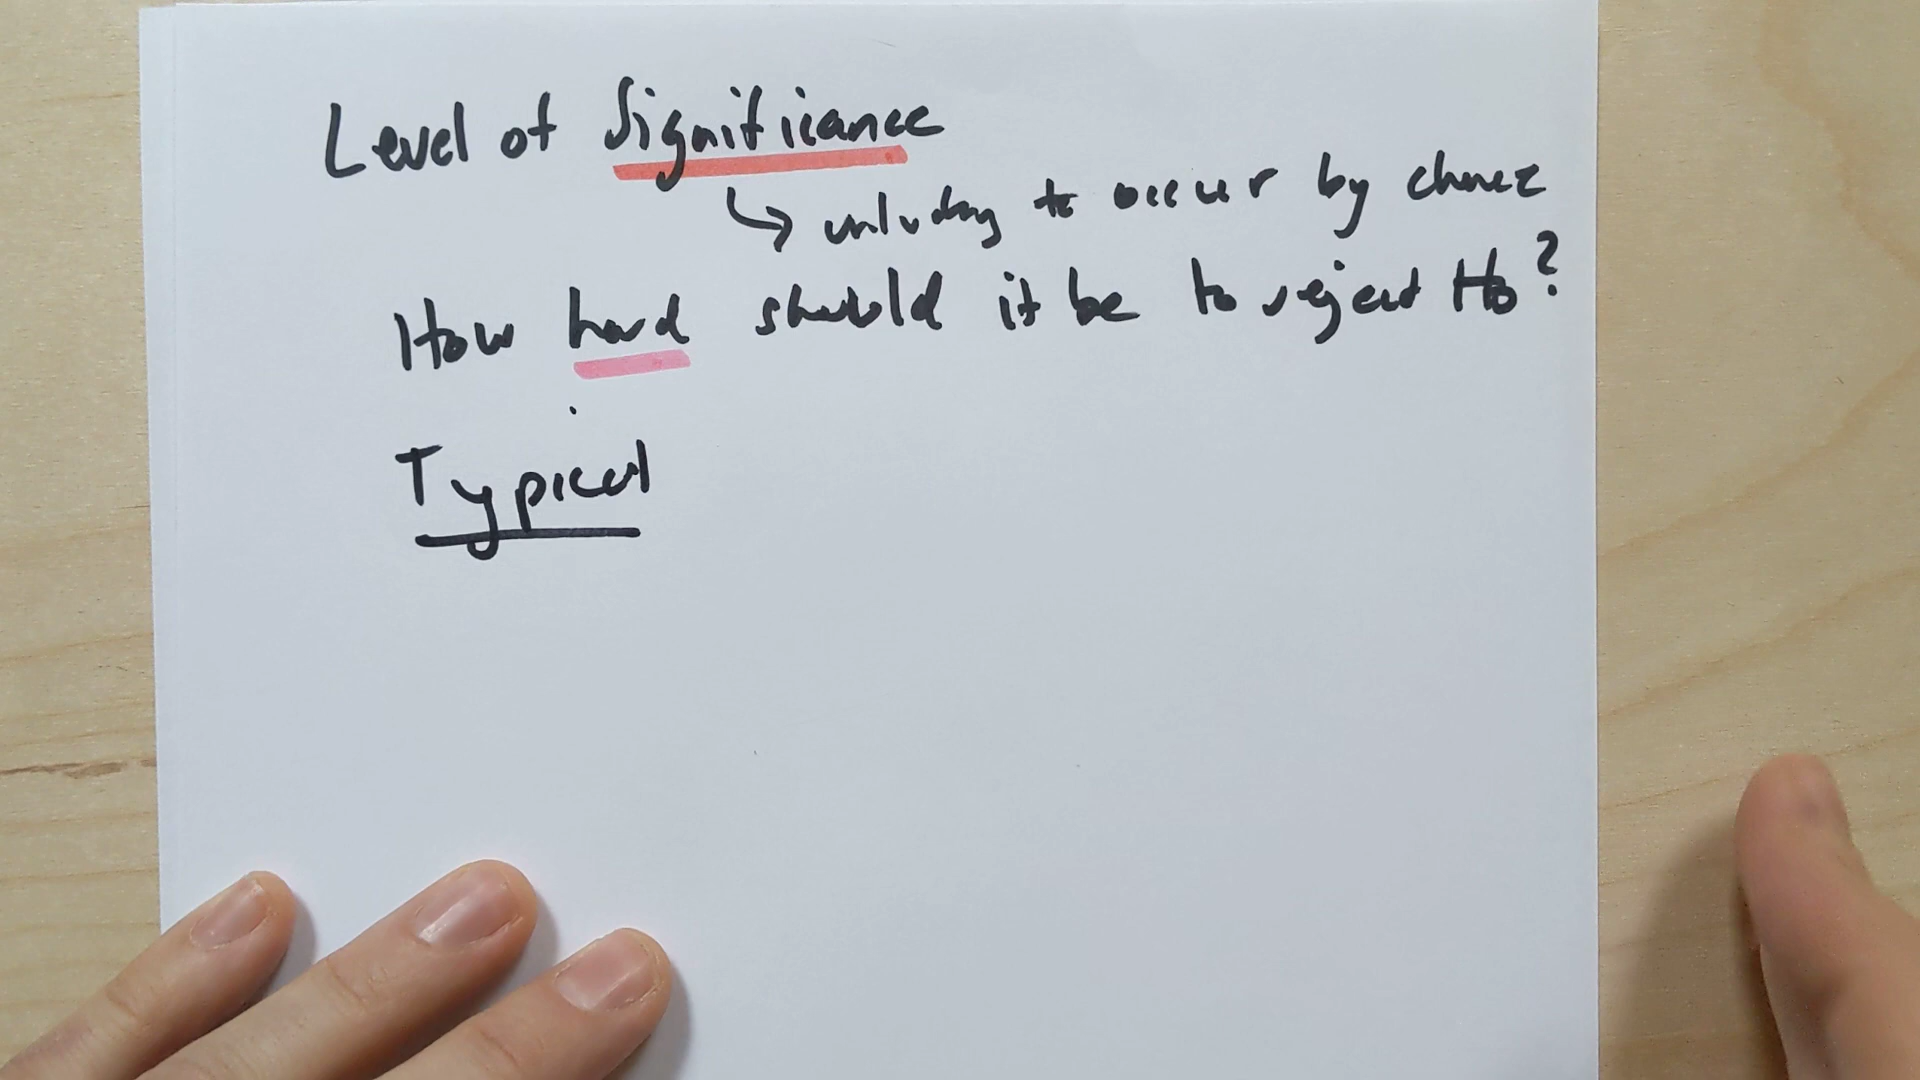 Level of Significance
↳ unlikely to occur by chance
How hard should it be to reject H0?
Typical